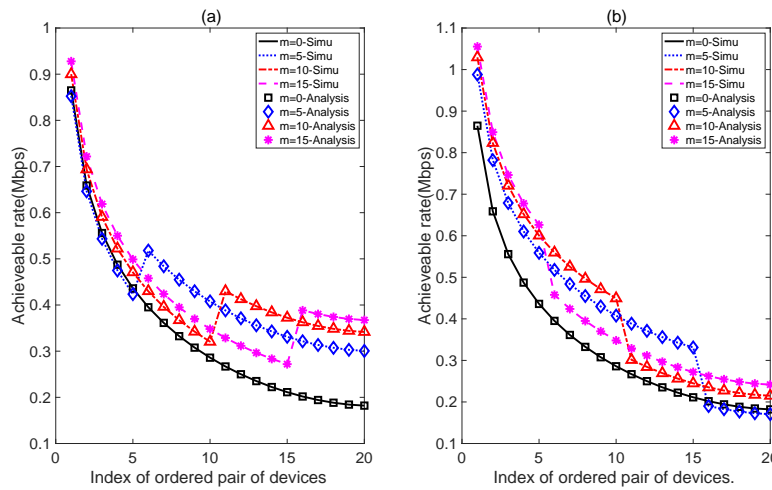 (a)
Achieveable rate(Mbps)
1
0.9
0.8
0.7
0.6
0.5
0.4
0.3
0.2
0.1
m=0-Simu
m=5-Simu
m=10-Simu
m=15-Simu
m=0-Analysis
m=5-Analysis
m=10-Analysis
m=15-Analysis
0 5 10 15 20
Index of ordered pair of devices
(b)
Achieveable rate(Mbps)
1.1
1
0.9
0.8
0.7
0.6
0.5
0.4
0.3
0.2
0.1
m=0-Simu
m=5-Simu
m=10-Simu
m=15-Simu
m=0-Analysis
m=5-Analysis
m=10-Analysis
m=15-Analysis
0 5 10 15 20
Index of ordered pair of devices.